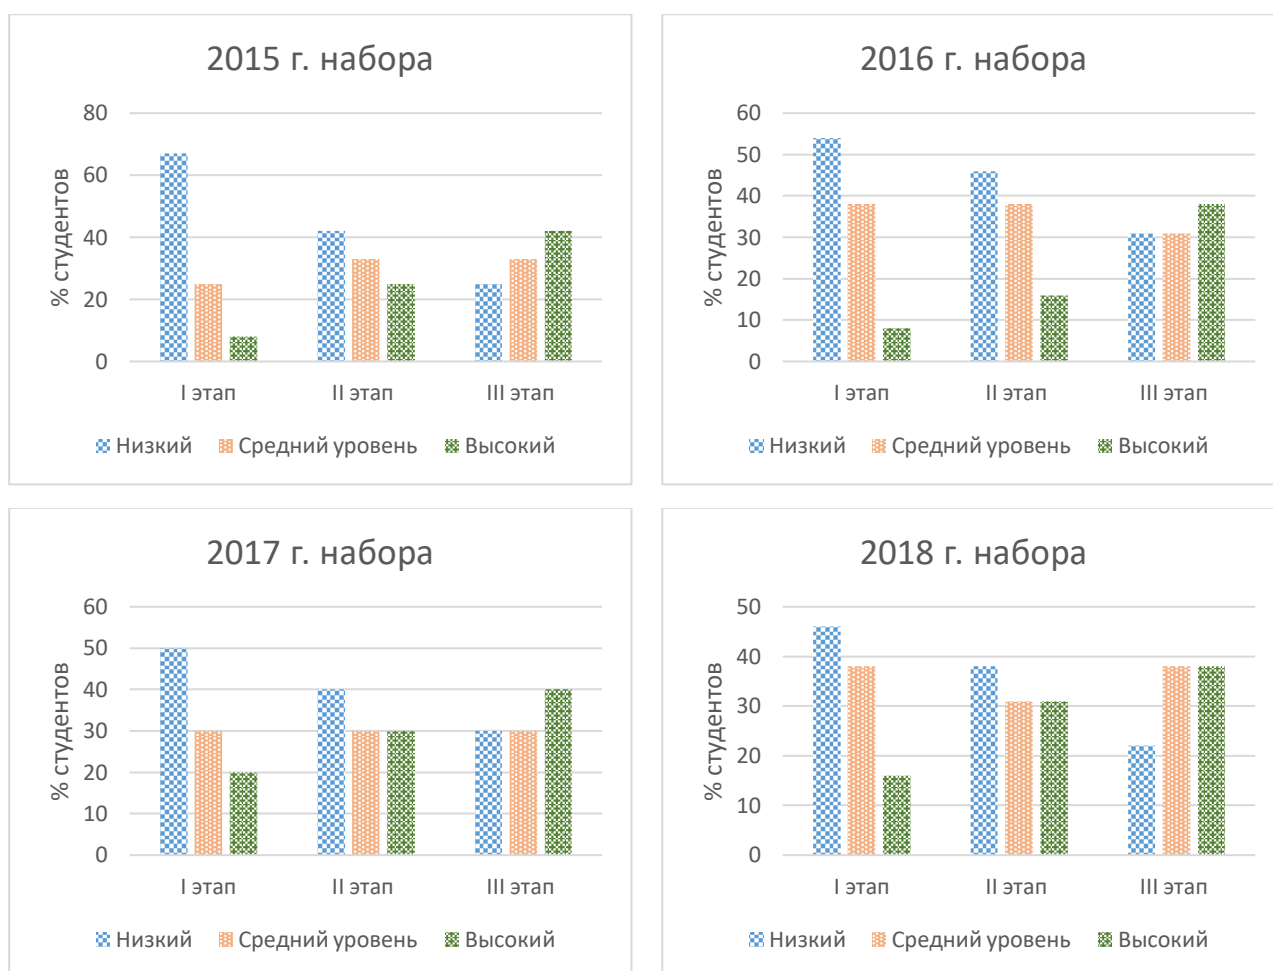 2015 г. набора
% студентов
80
60
40
20
0
I этап II этап III этап
Низкий Средний уровень Высокий
2016 г. набора
% студентов
60
50
40
30
20
10
0
I этап II этап III этап
Низкий Средний уровень Высокий
2017 г. набора
% студентов
60
50
40
30
20
10
0
I этап II этап III этап
Низкий Средний уровень Высокий
2018 г. набора
% студентов
50
40
30
20
10
0
I этап II этап III этап
Низкий Средний уровень Высокий